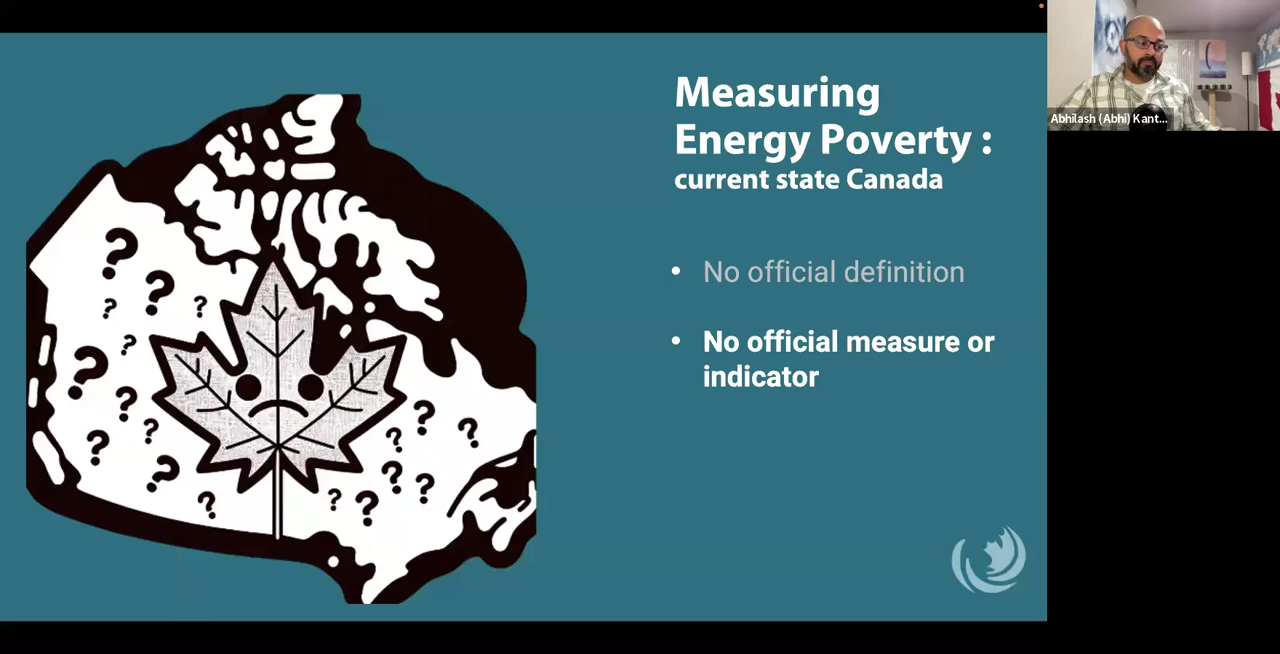 Measuring
Energy Poverty :
current state Canada
• No official definition
• No official measure or
indicator
Abhilash (Abhi) Kant...
? ? ? ? ? ? ? ? ? ? ? ? ? ? ? ? ? ? ?